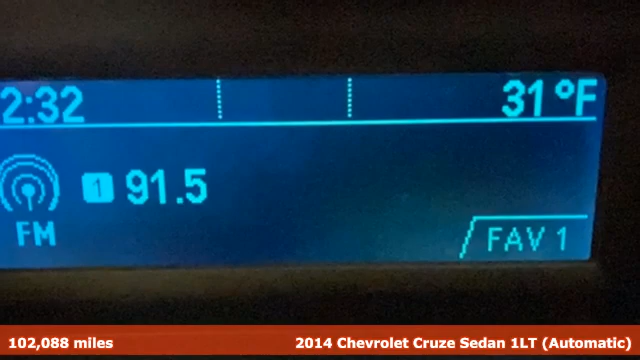 2:32 31°F
1 91.5
FM
FAV 1
102,088 miles 2014 Chevrolet Cruze Sedan 1LT (Automatic)